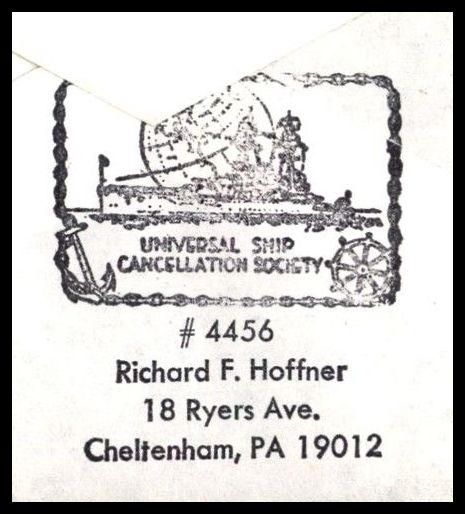 UNIVERSAL SHIP
CANCELLATION SOCIETY
# 4456
Richard F. Hoffner
18 Ryers Ave.
Cheltenham, PA 19012